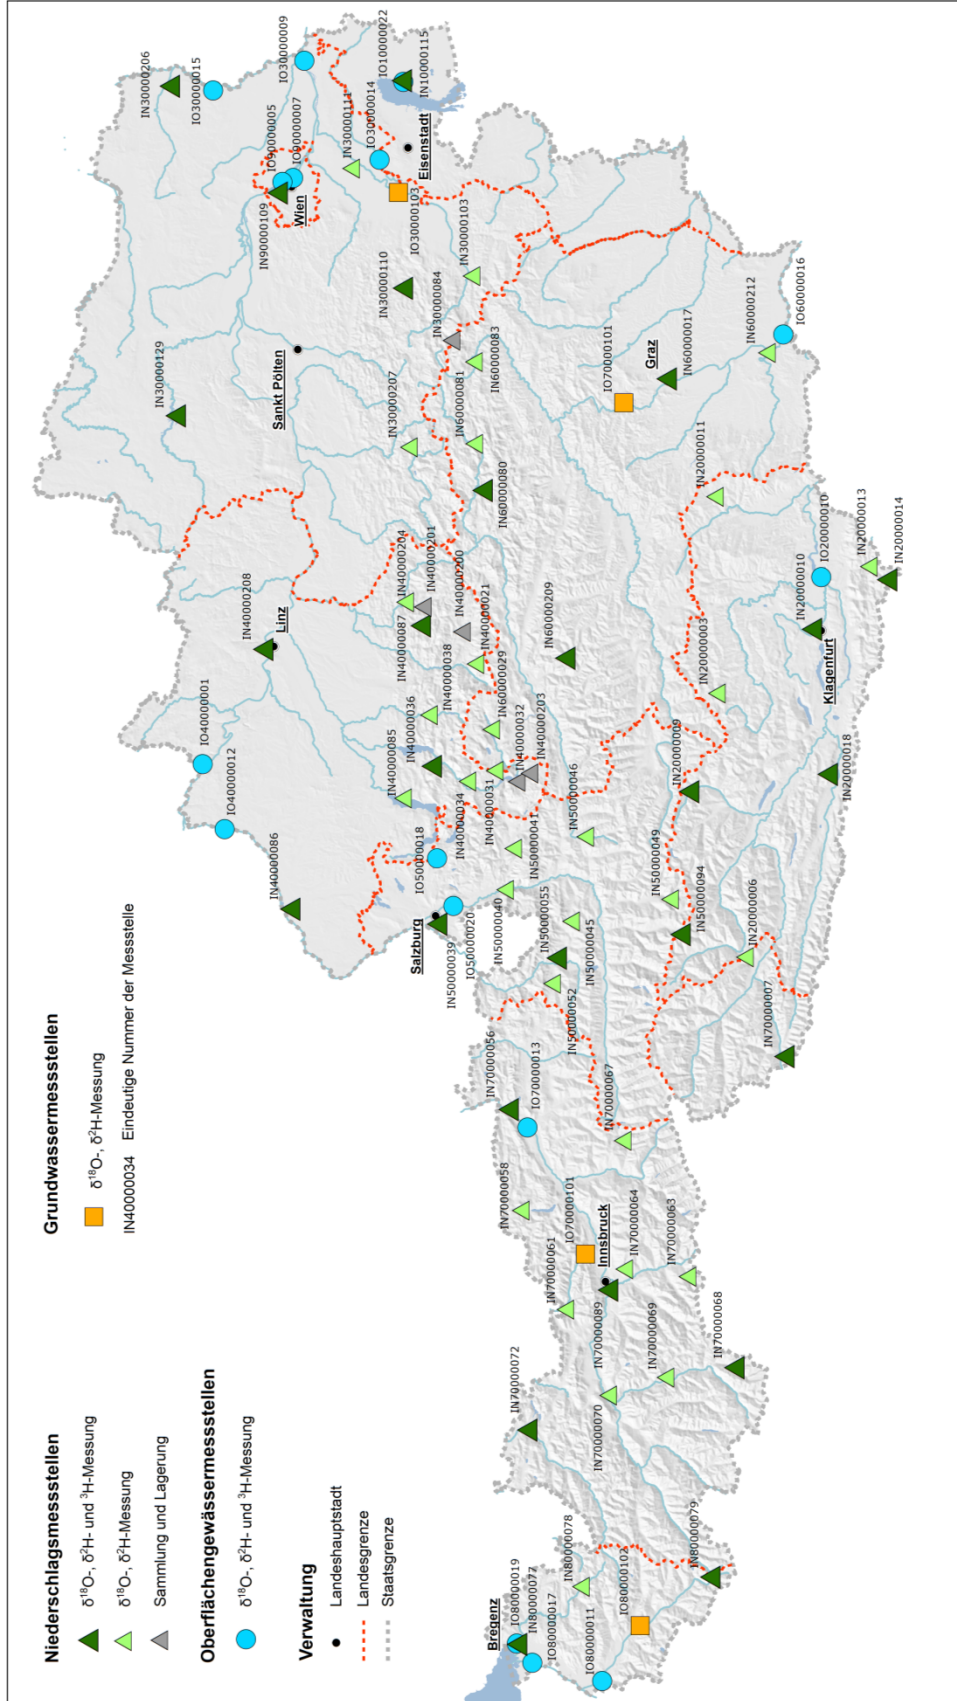 Niederschlagsmessstellen
δ¹⁸O-, δ²H- und ³H-Messung
δ¹⁸O-, δ²H-Messung
Sammlung und Lagerung
Oberflächengewässermessstellen
δ¹⁸O-, δ²H- und ³H-Messung
Verwaltung
Landeshauptstadt
Landesgrenze
Staatsgrenze
Grundwassermessstellen
δ¹⁸O-, δ²H-Messung
IN40000034 Eindeutige Nummer der Messstelle
Bregenz
IO80000019
IN80000077
IO80000017
IO80000011
IN80000078
IO80000102
IN80000079
IN70000072
IN70000070
IN70000069
IN70000068
IN70000089
IN70000061
IO70000101
Innsbruck
IN70000064
IN70000063
IN70000058
IN70000056
IO70000013
IN70000067
IN70000007
IN20000006
IN50000094
IN50000049
IN50000052
IN50000045
IN50000055
IN50000040
IO50000020
IN50000039
Salzburg
IO50000018
IN50000041
IN50000046
IN40000086
IO40000012
IO40000001
IN40000085
IN40000034
IN40000031
IN40000036
IN40000038
IN40000032
IN40000203
IN60000029
IN40000021
IN40000200
IN40000201
IN40000204
IN40000087
IN40000208
Linz
IN60000209
IN20000009
IN20000018
IN20000003
Klagenfurt
IN20000010
IO20000010
IN20000013
IN20000014
IN20000011
IN60000080
IN60000081
IN60000083
IN30000084
IN30000207
IN30000103
IN30000110
IO70000101
Graz
IN60000017
IN60000212
IO60000016
IN30000129
Sankt Pölten
IN90000109
Wien
IO90000005
IO90000007
IN30000206
IO30000015
IO30000009
IN30000111
IO30000014
IO30000103
Eisenstadt
IO10000022
IN10000115